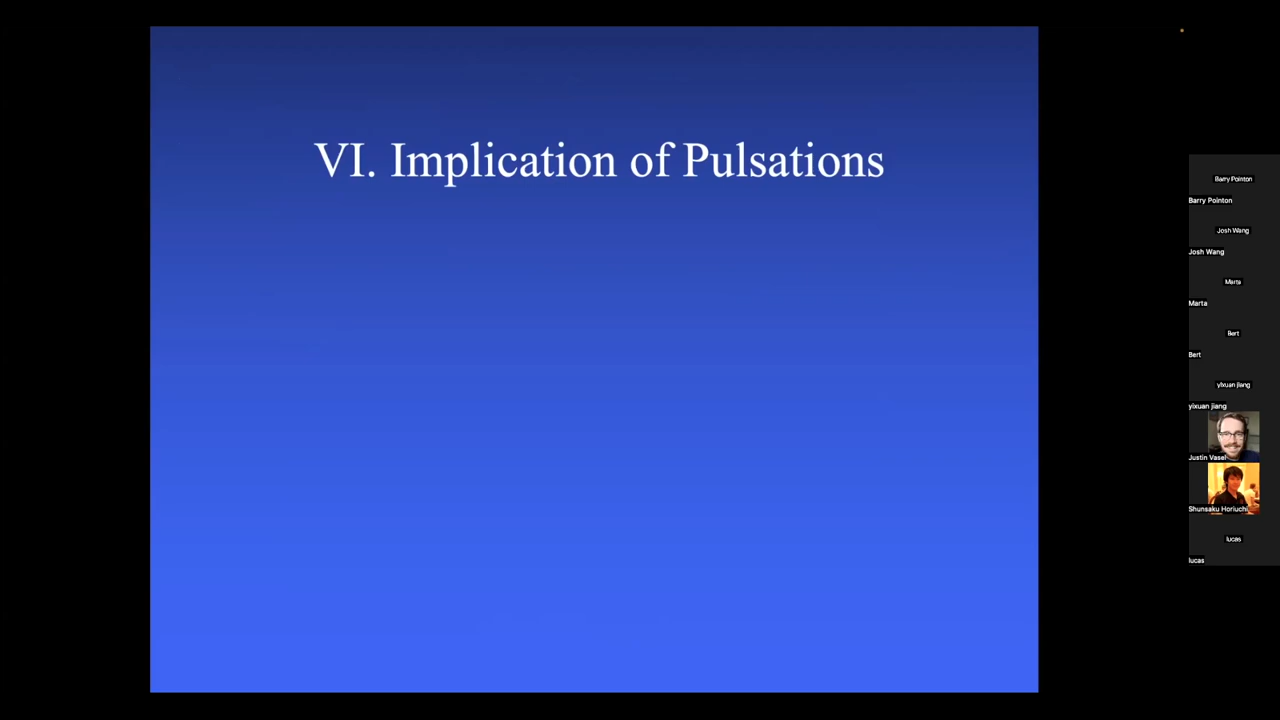 VI. Implication of Pulsations
Barry Pointon
Barry Pointon
Josh Wang
Josh Wang
Marta
Marta
Bert
Bert
yixuan jiang
yixuan jiang
Justin Vasel
Shunsaku Horiuchi
lucas
lucas